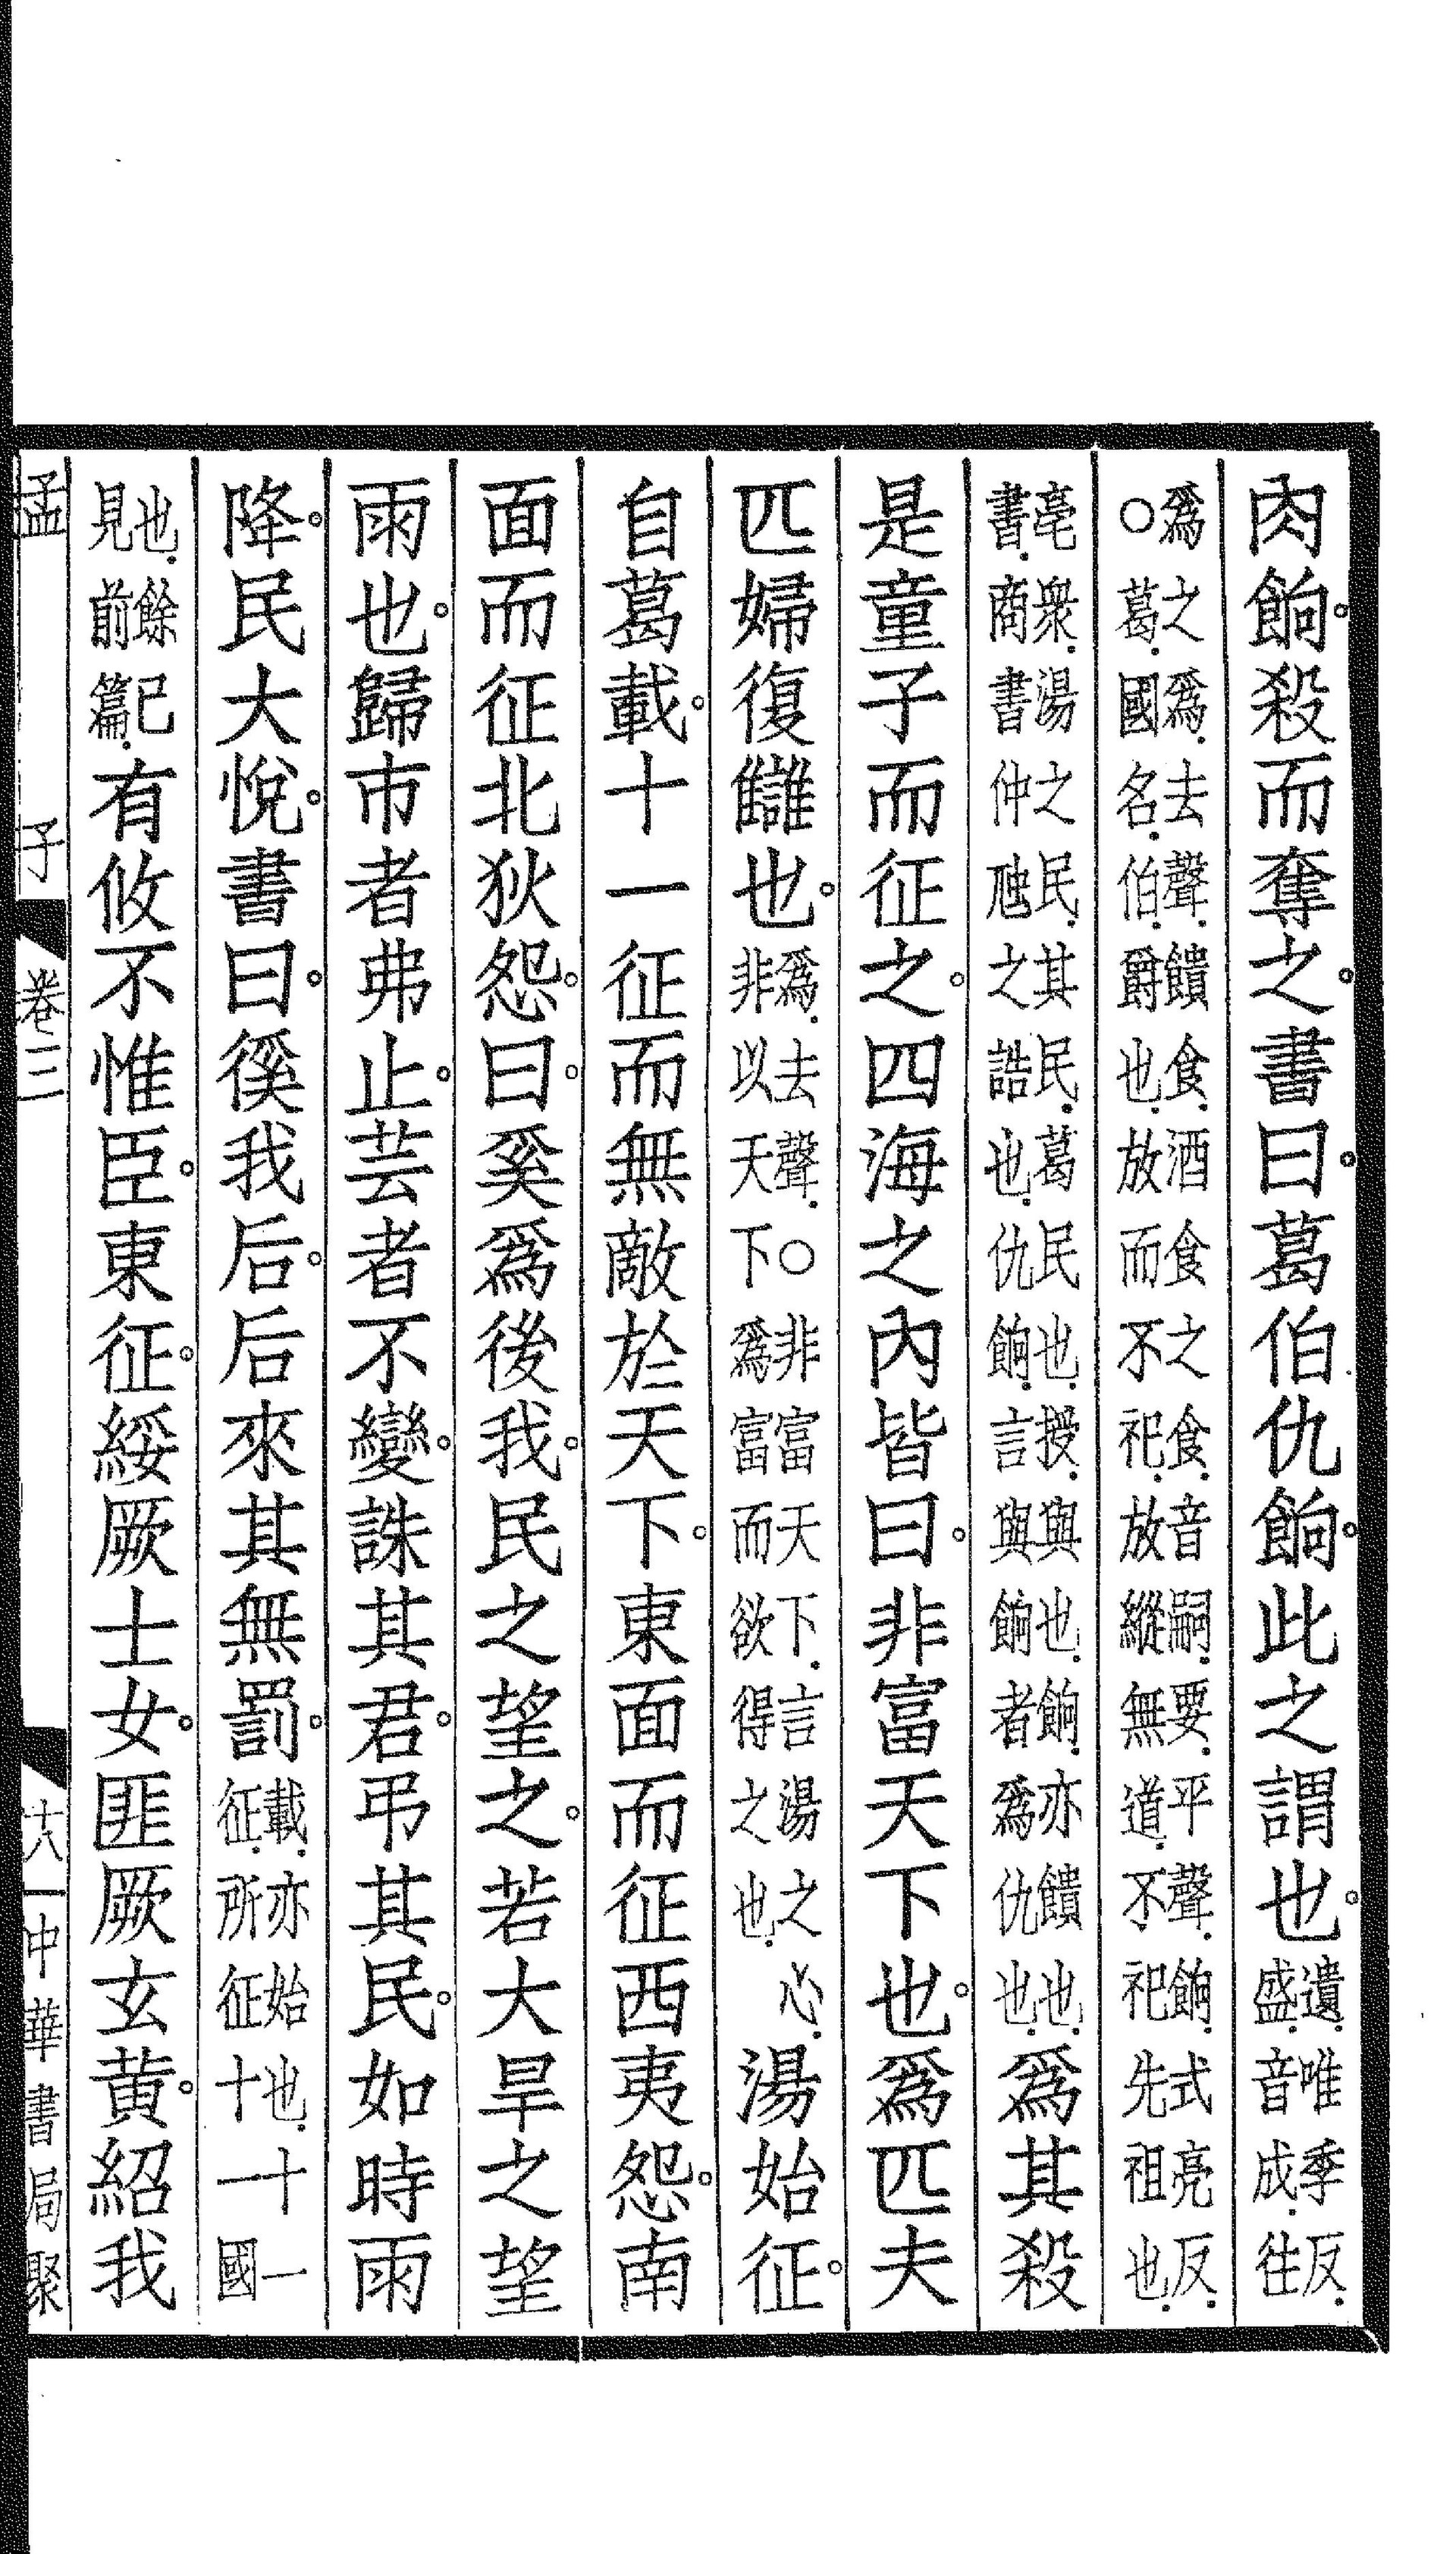 肉餉。殺而奪之。書曰。葛伯仇餉。此之謂也。遺.唯季反.盛.音成.往
爲之爲.去聲.饋食.酒食之食.音嗣.要.平聲.餉.式亮反.○葛.國名.伯.爵也.放而不祀.放縱無道.不祀先祖也.
亳衆.湯之民.其民.葛民也.授.與也.餉.亦饋也.書.商書仲虺之誥也.仇餉.言與餉者爲仇也.爲其殺
是童子而征之。四海之內皆曰。非富天下也。爲匹夫
匹婦復讎也。爲.去聲.○非富天下.言湯之心.非以天下爲富而欲得之也.湯始征。
自葛載。十一征而無敵於天下。東面而征西夷怨。南
面而征北狄怨。曰。奚爲後我。民之望之。若大旱之望
雨也。歸市者弗止。芸者不變。誅其君。弔其民。如時雨
降。民大悅。書曰。徯我后。后來其無罰。載.亦始也.十一征.所征十一國
也.餘已見前篇.有攸不惟臣。東征。綏厥士女。匪厥玄黃。紹我
孟子 卷三 十八 中華書局聚